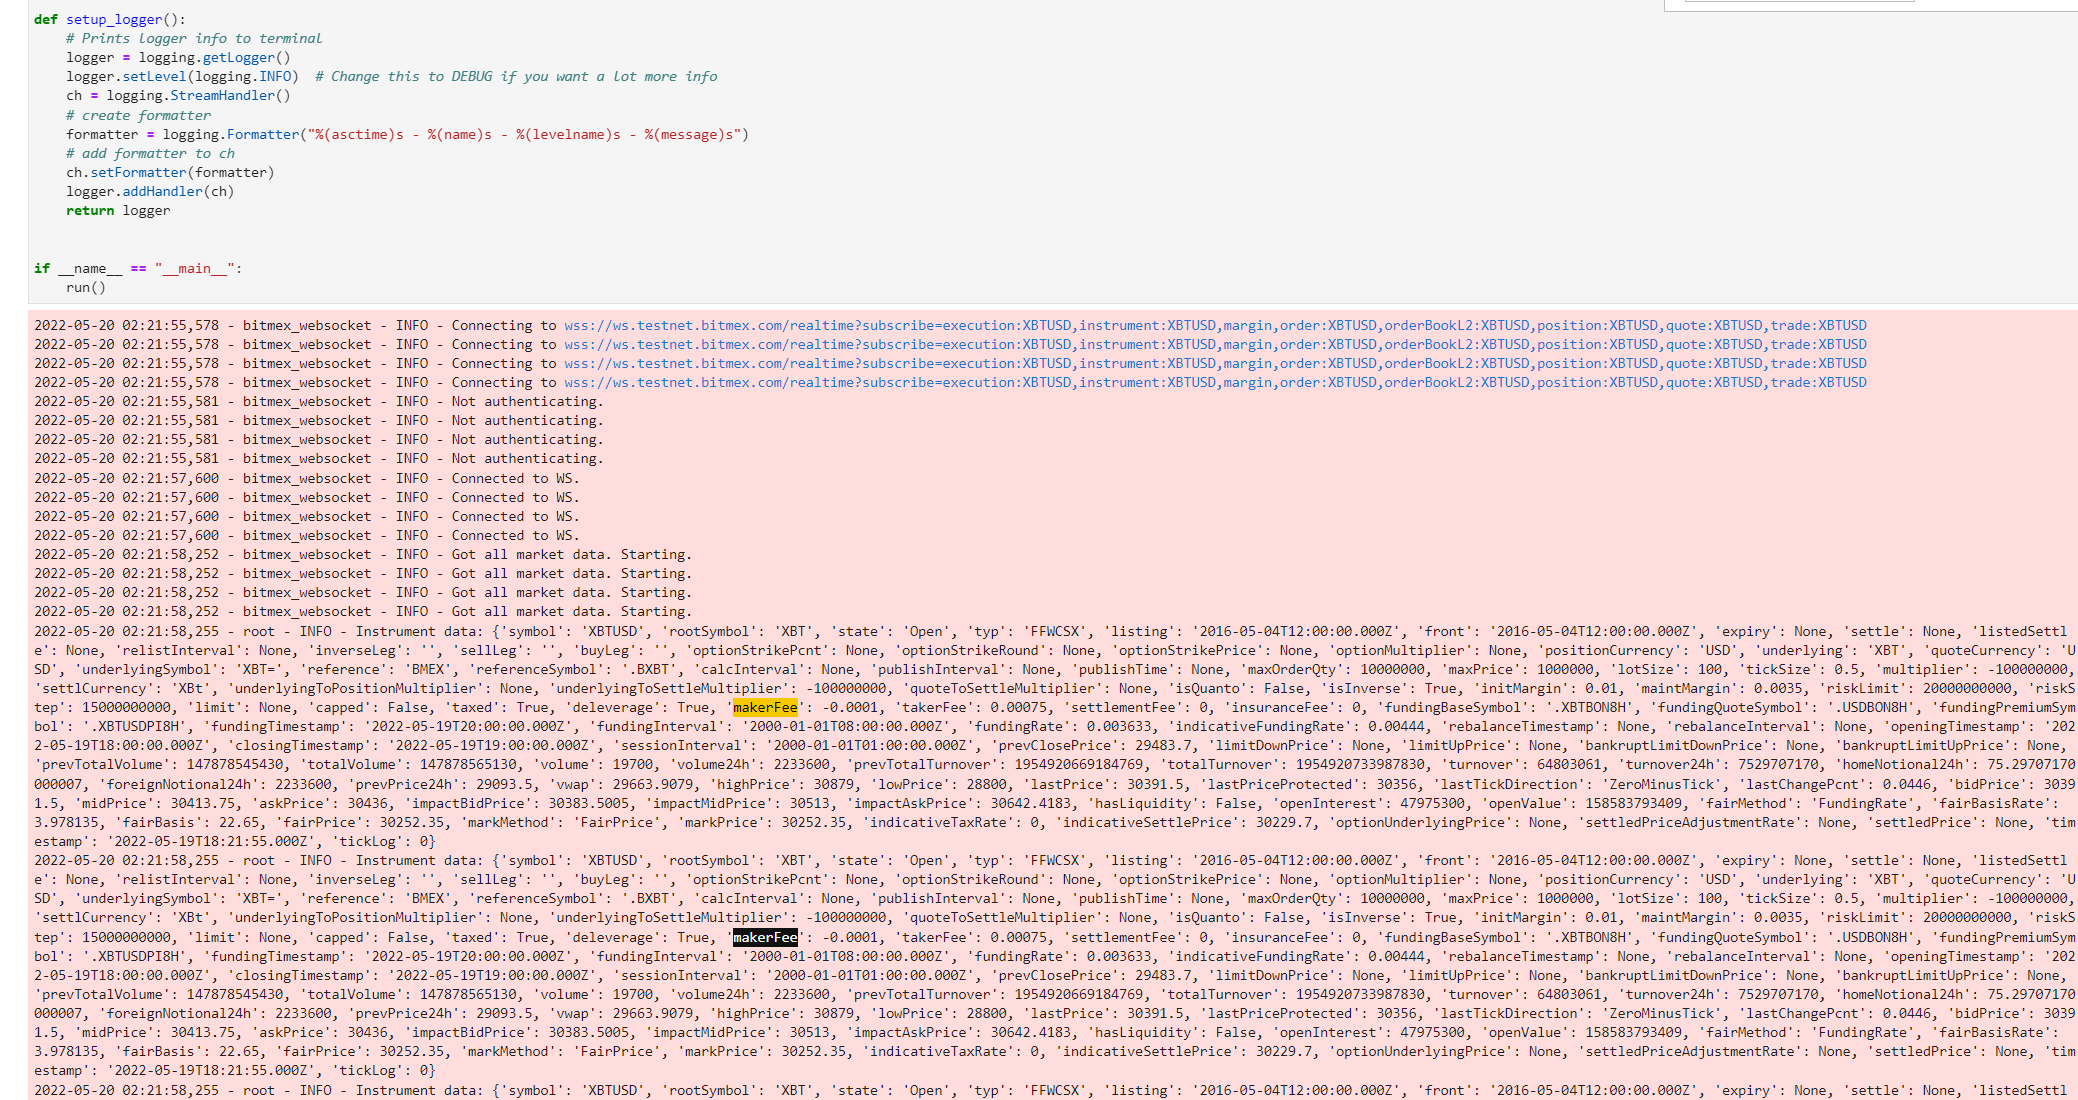 def setup_logger():
    # Prints logger info to terminal
    logger = logging.getLogger()
    logger.setLevel(logging.INFO)  # Change this to DEBUG if you want a lot more info
    ch = logging.StreamHandler()
    # create formatter
    formatter = logging.Formatter("%(asctime)s - %(name)s - %(levelname)s - %(message)s")
    # add formatter to ch
    ch.setFormatter(formatter)
    logger.addHandler(ch)
    return logger
if __name__ == "__main__":
    run()
2022-05-20 02:21:55,578 - bitmex_websocket - INFO - Connecting to wss://ws.testnet.bitmex.com/realtime?subscribe=execution:XBTUSD,instrument:XBTUSD,margin,order:XBTUSD,orderBookL2:XBTUSD,position:XBTUSD,quote:XBTUSD,trade:XBTUSD
2022-05-20 02:21:55,578 - bitmex_websocket - INFO - Connecting to wss://ws.testnet.bitmex.com/realtime?subscribe=execution:XBTUSD,instrument:XBTUSD,margin,order:XBTUSD,orderBookL2:XBTUSD,position:XBTUSD,quote:XBTUSD,trade:XBTUSD
2022-05-20 02:21:55,578 - bitmex_websocket - INFO - Connecting to wss://ws.testnet.bitmex.com/realtime?subscribe=execution:XBTUSD,instrument:XBTUSD,margin,order:XBTUSD,orderBookL2:XBTUSD,position:XBTUSD,quote:XBTUSD,trade:XBTUSD
2022-05-20 02:21:55,578 - bitmex_websocket - INFO - Connecting to wss://ws.testnet.bitmex.com/realtime?subscribe=execution:XBTUSD,instrument:XBTUSD,margin,order:XBTUSD,orderBookL2:XBTUSD,position:XBTUSD,quote:XBTUSD,trade:XBTUSD
2022-05-20 02:21:55,581 - bitmex_websocket - INFO - Not authenticating.
2022-05-20 02:21:55,581 - bitmex_websocket - INFO - Not authenticating.
2022-05-20 02:21:55,581 - bitmex_websocket - INFO - Not authenticating.
2022-05-20 02:21:55,581 - bitmex_websocket - INFO - Not authenticating.
2022-05-20 02:21:57,600 - bitmex_websocket - INFO - Connected to WS.
2022-05-20 02:21:57,600 - bitmex_websocket - INFO - Connected to WS.
2022-05-20 02:21:57,600 - bitmex_websocket - INFO - Connected to WS.
2022-05-20 02:21:57,600 - bitmex_websocket - INFO - Connected to WS.
2022-05-20 02:21:58,252 - bitmex_websocket - INFO - Got all market data. Starting.
2022-05-20 02:21:58,252 - bitmex_websocket - INFO - Got all market data. Starting.
2022-05-20 02:21:58,252 - bitmex_websocket - INFO - Got all market data. Starting.
2022-05-20 02:21:58,252 - bitmex_websocket - INFO - Got all market data. Starting.
2022-05-20 02:21:58,255 - root - INFO - Instrument data: {'symbol': 'XBTUSD', 'rootSymbol': 'XBT', 'state': 'Open', 'typ': 'FFWCSX', 'listing': '2016-05-04T12:00:00.000Z', 'front': '2016-05-04T12:00:00.000Z', 'expiry': None, 'settle': None, 'listedSettl
e': None, 'relistInterval': None, 'inverseLeg': '', 'sellLeg': '', 'buyLeg': '', 'optionStrikePcnt': None, 'optionStrikeRound': None, 'optionStrikePrice': None, 'optionMultiplier': None, 'positionCurrency': 'USD', 'underlying': 'XBT', 'quoteCurrency': 'U
SD', 'underlyingSymbol': 'XBT=', 'reference': 'BMEX', 'referenceSymbol': '.BXBT', 'calcInterval': None, 'publishInterval': None, 'publishTime': None, 'maxOrderQty': 10000000, 'maxPrice': 1000000, 'lotSize': 100, 'tickSize': 0.5, 'multiplier': -100000000,
'settlCurrency': 'XBt', 'underlyingToPositionMultiplier': None, 'underlyingToSettleMultiplier': -100000000, 'quoteToSettleMultiplier': None, 'isQuanto': False, 'isInverse': True, 'initMargin': 0.01, 'maintMargin': 0.0035, 'riskLimit': 20000000000, 'riskS
tep': 15000000000, 'limit': None, 'capped': False, 'taxed': True, 'deleverage': True, 'makerFee': -0.0001, 'takerFee': 0.00075, 'settlementFee': 0, 'insuranceFee': 0, 'fundingBaseSymbol': '.XBTBON8H', 'fundingQuoteSymbol': '.USDBON8H', 'fundingPremiumSym
bol': '.XBTUSDPI8H', 'fundingTimestamp': '2022-05-19T20:00:00.000Z', 'fundingInterval': '2000-01-01T08:00:00.000Z', 'fundingRate': 0.003633, 'indicativeFundingRate': 0.00444, 'rebalanceTimestamp': None, 'rebalanceInterval': None, 'openingTimestamp': '202
2-05-19T18:00:00.000Z', 'closingTimestamp': '2022-05-19T19:00:00.000Z', 'sessionInterval': '2000-01-01T01:00:00.000Z', 'prevClosePrice': 29483.7, 'limitDownPrice': None, 'limitUpPrice': None, 'bankruptLimitDownPrice': None, 'bankruptLimitUpPrice': None,
'prevTotalVolume': 147878545430, 'totalVolume': 147878565130, 'volume': 19700, 'volume24h': 2233600, 'prevTotalTurnover': 1954920669184769, 'totalTurnover': 1954920733987830, 'turnover': 64803061, 'turnover24h': 7529707170, 'homeNotional24h': 75.29707170
000007, 'foreignNotional24h': 2233600, 'prevPrice24h': 29093.5, 'vwap': 29663.9079, 'highPrice': 30879, 'lowPrice': 28800, 'lastPrice': 30391.5, 'lastPriceProtected': 30356, 'lastTickDirection': 'ZeroMinusTick', 'lastChangePcnt': 0.0446, 'bidPrice': 3039
1.5, 'midPrice': 30413.75, 'askPrice': 30436, 'impactBidPrice': 30383.5005, 'impactMidPrice': 30513, 'impactAskPrice': 30642.4183, 'hasLiquidity': False, 'openInterest': 47975300, 'openValue': 158583793409, 'fairMethod': 'FundingRate', 'fairBasisRate':
3.978135, 'fairBasis': 22.65, 'fairPrice': 30252.35, 'markMethod': 'FairPrice', 'markPrice': 30252.35, 'indicativeTaxRate': 0, 'indicativeSettlePrice': 30229.7, 'optionUnderlyingPrice': None, 'settledPriceAdjustmentRate': None, 'settledPrice': None, 'tim
estamp': '2022-05-19T18:21:55.000Z', 'tickLog': 0}
2022-05-20 02:21:58,255 - root - INFO - Instrument data: {'symbol': 'XBTUSD', 'rootSymbol': 'XBT', 'state': 'Open', 'typ': 'FFWCSX', 'listing': '2016-05-04T12:00:00.000Z', 'front': '2016-05-04T12:00:00.000Z', 'expiry': None, 'settle': None, 'listedSettl
e': None, 'relistInterval': None, 'inverseLeg': '', 'sellLeg': '', 'buyLeg': '', 'optionStrikePcnt': None, 'optionStrikeRound': None, 'optionStrikePrice': None, 'optionMultiplier': None, 'positionCurrency': 'USD', 'underlying': 'XBT', 'quoteCurrency': 'U
SD', 'underlyingSymbol': 'XBT=', 'reference': 'BMEX', 'referenceSymbol': '.BXBT', 'calcInterval': None, 'publishInterval': None, 'publishTime': None, 'maxOrderQty': 10000000, 'maxPrice': 1000000, 'lotSize': 100, 'tickSize': 0.5, 'multiplier': -100000000,
'settlCurrency': 'XBt', 'underlyingToPositionMultiplier': None, 'underlyingToSettleMultiplier': -100000000, 'quoteToSettleMultiplier': None, 'isQuanto': False, 'isInverse': True, 'initMargin': 0.01, 'maintMargin': 0.0035, 'riskLimit': 20000000000, 'riskS
tep': 15000000000, 'limit': None, 'capped': False, 'taxed': True, 'deleverage': True, 'makerFee': -0.0001, 'takerFee': 0.00075, 'settlementFee': 0, 'insuranceFee': 0, 'fundingBaseSymbol': '.XBTBON8H', 'fundingQuoteSymbol': '.USDBON8H', 'fundingPremiumSym
bol': '.XBTUSDPI8H', 'fundingTimestamp': '2022-05-19T20:00:00.000Z', 'fundingInterval': '2000-01-01T08:00:00.000Z', 'fundingRate': 0.003633, 'indicativeFundingRate': 0.00444, 'rebalanceTimestamp': None, 'rebalanceInterval': None, 'openingTimestamp': '202
2-05-19T18:00:00.000Z', 'closingTimestamp': '2022-05-19T19:00:00.000Z', 'sessionInterval': '2000-01-01T01:00:00.000Z', 'prevClosePrice': 29483.7, 'limitDownPrice': None, 'limitUpPrice': None, 'bankruptLimitDownPrice': None, 'bankruptLimitUpPrice': None,
'prevTotalVolume': 147878545430, 'totalVolume': 147878565130, 'volume': 19700, 'volume24h': 2233600, 'prevTotalTurnover': 1954920669184769, 'totalTurnover': 1954920733987830, 'turnover': 64803061, 'turnover24h': 7529707170, 'homeNotional24h': 75.29707170
000007, 'foreignNotional24h': 2233600, 'prevPrice24h': 29093.5, 'vwap': 29663.9079, 'highPrice': 30879, 'lowPrice': 28800, 'lastPrice': 30391.5, 'lastPriceProtected': 30356, 'lastTickDirection': 'ZeroMinusTick', 'lastChangePcnt': 0.0446, 'bidPrice': 3039
1.5, 'midPrice': 30413.75, 'askPrice': 30436, 'impactBidPrice': 30383.5005, 'impactMidPrice': 30513, 'impactAskPrice': 30642.4183, 'hasLiquidity': False, 'openInterest': 47975300, 'openValue': 158583793409, 'fairMethod': 'FundingRate', 'fairBasisRate':
3.978135, 'fairBasis': 22.65, 'fairPrice': 30252.35, 'markMethod': 'FairPrice', 'markPrice': 30252.35, 'indicativeTaxRate': 0, 'indicativeSettlePrice': 30229.7, 'optionUnderlyingPrice': None, 'settledPriceAdjustmentRate': None, 'settledPrice': None, 'tim
estamp': '2022-05-19T18:21:55.000Z', 'tickLog': 0}
2022-05-20 02:21:58,255 - root - INFO - Instrument data: {'symbol': 'XBTUSD', 'rootSymbol': 'XBT', 'state': 'Open', 'typ': 'FFWCSX', 'listing': '2016-05-04T12:00:00.000Z', 'front': '2016-05-04T12:00:00.000Z', 'expiry': None, 'settle': None, 'listedSettl